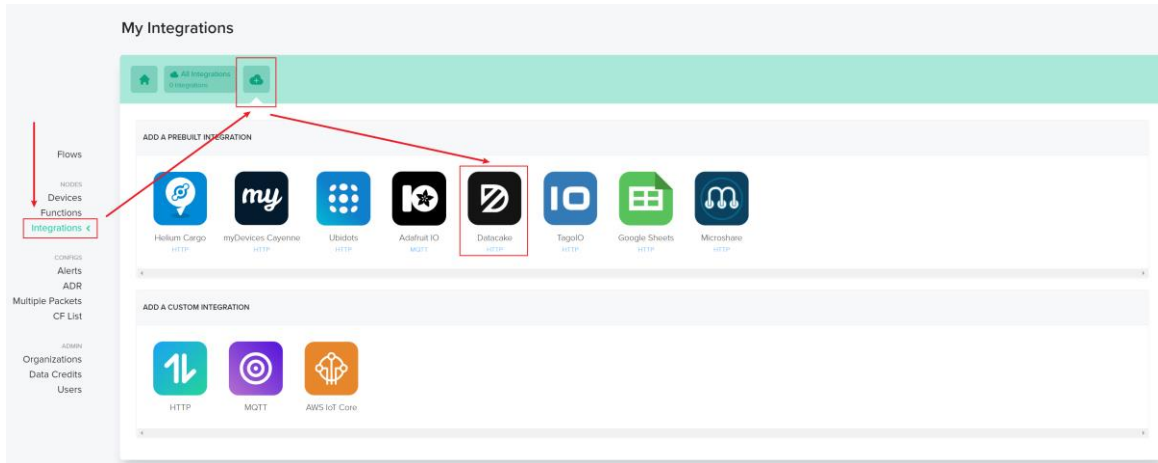 My Integrations
All Integrations
0 Integrations
Flows
NODES
Devices
Functions
Integrations
CONFIGS
Alerts
ADR
Multiple Packets
CF List
ADMIN
Organizations
Data Credits
Users
ADD A PREBUILT INTEGRATION
my
IO
IO
Helium Cargo
HTTP
myDevices Cayenne
HTTP
Ubidots
HTTP
Adafruit IO
MQTT
Datacake
HTTP
TagoIO
HTTP
Google Sheets
HTTP
Microshare
HTTP
ADD A CUSTOM INTEGRATION
HTTP
MQTT
AWS IoT Core